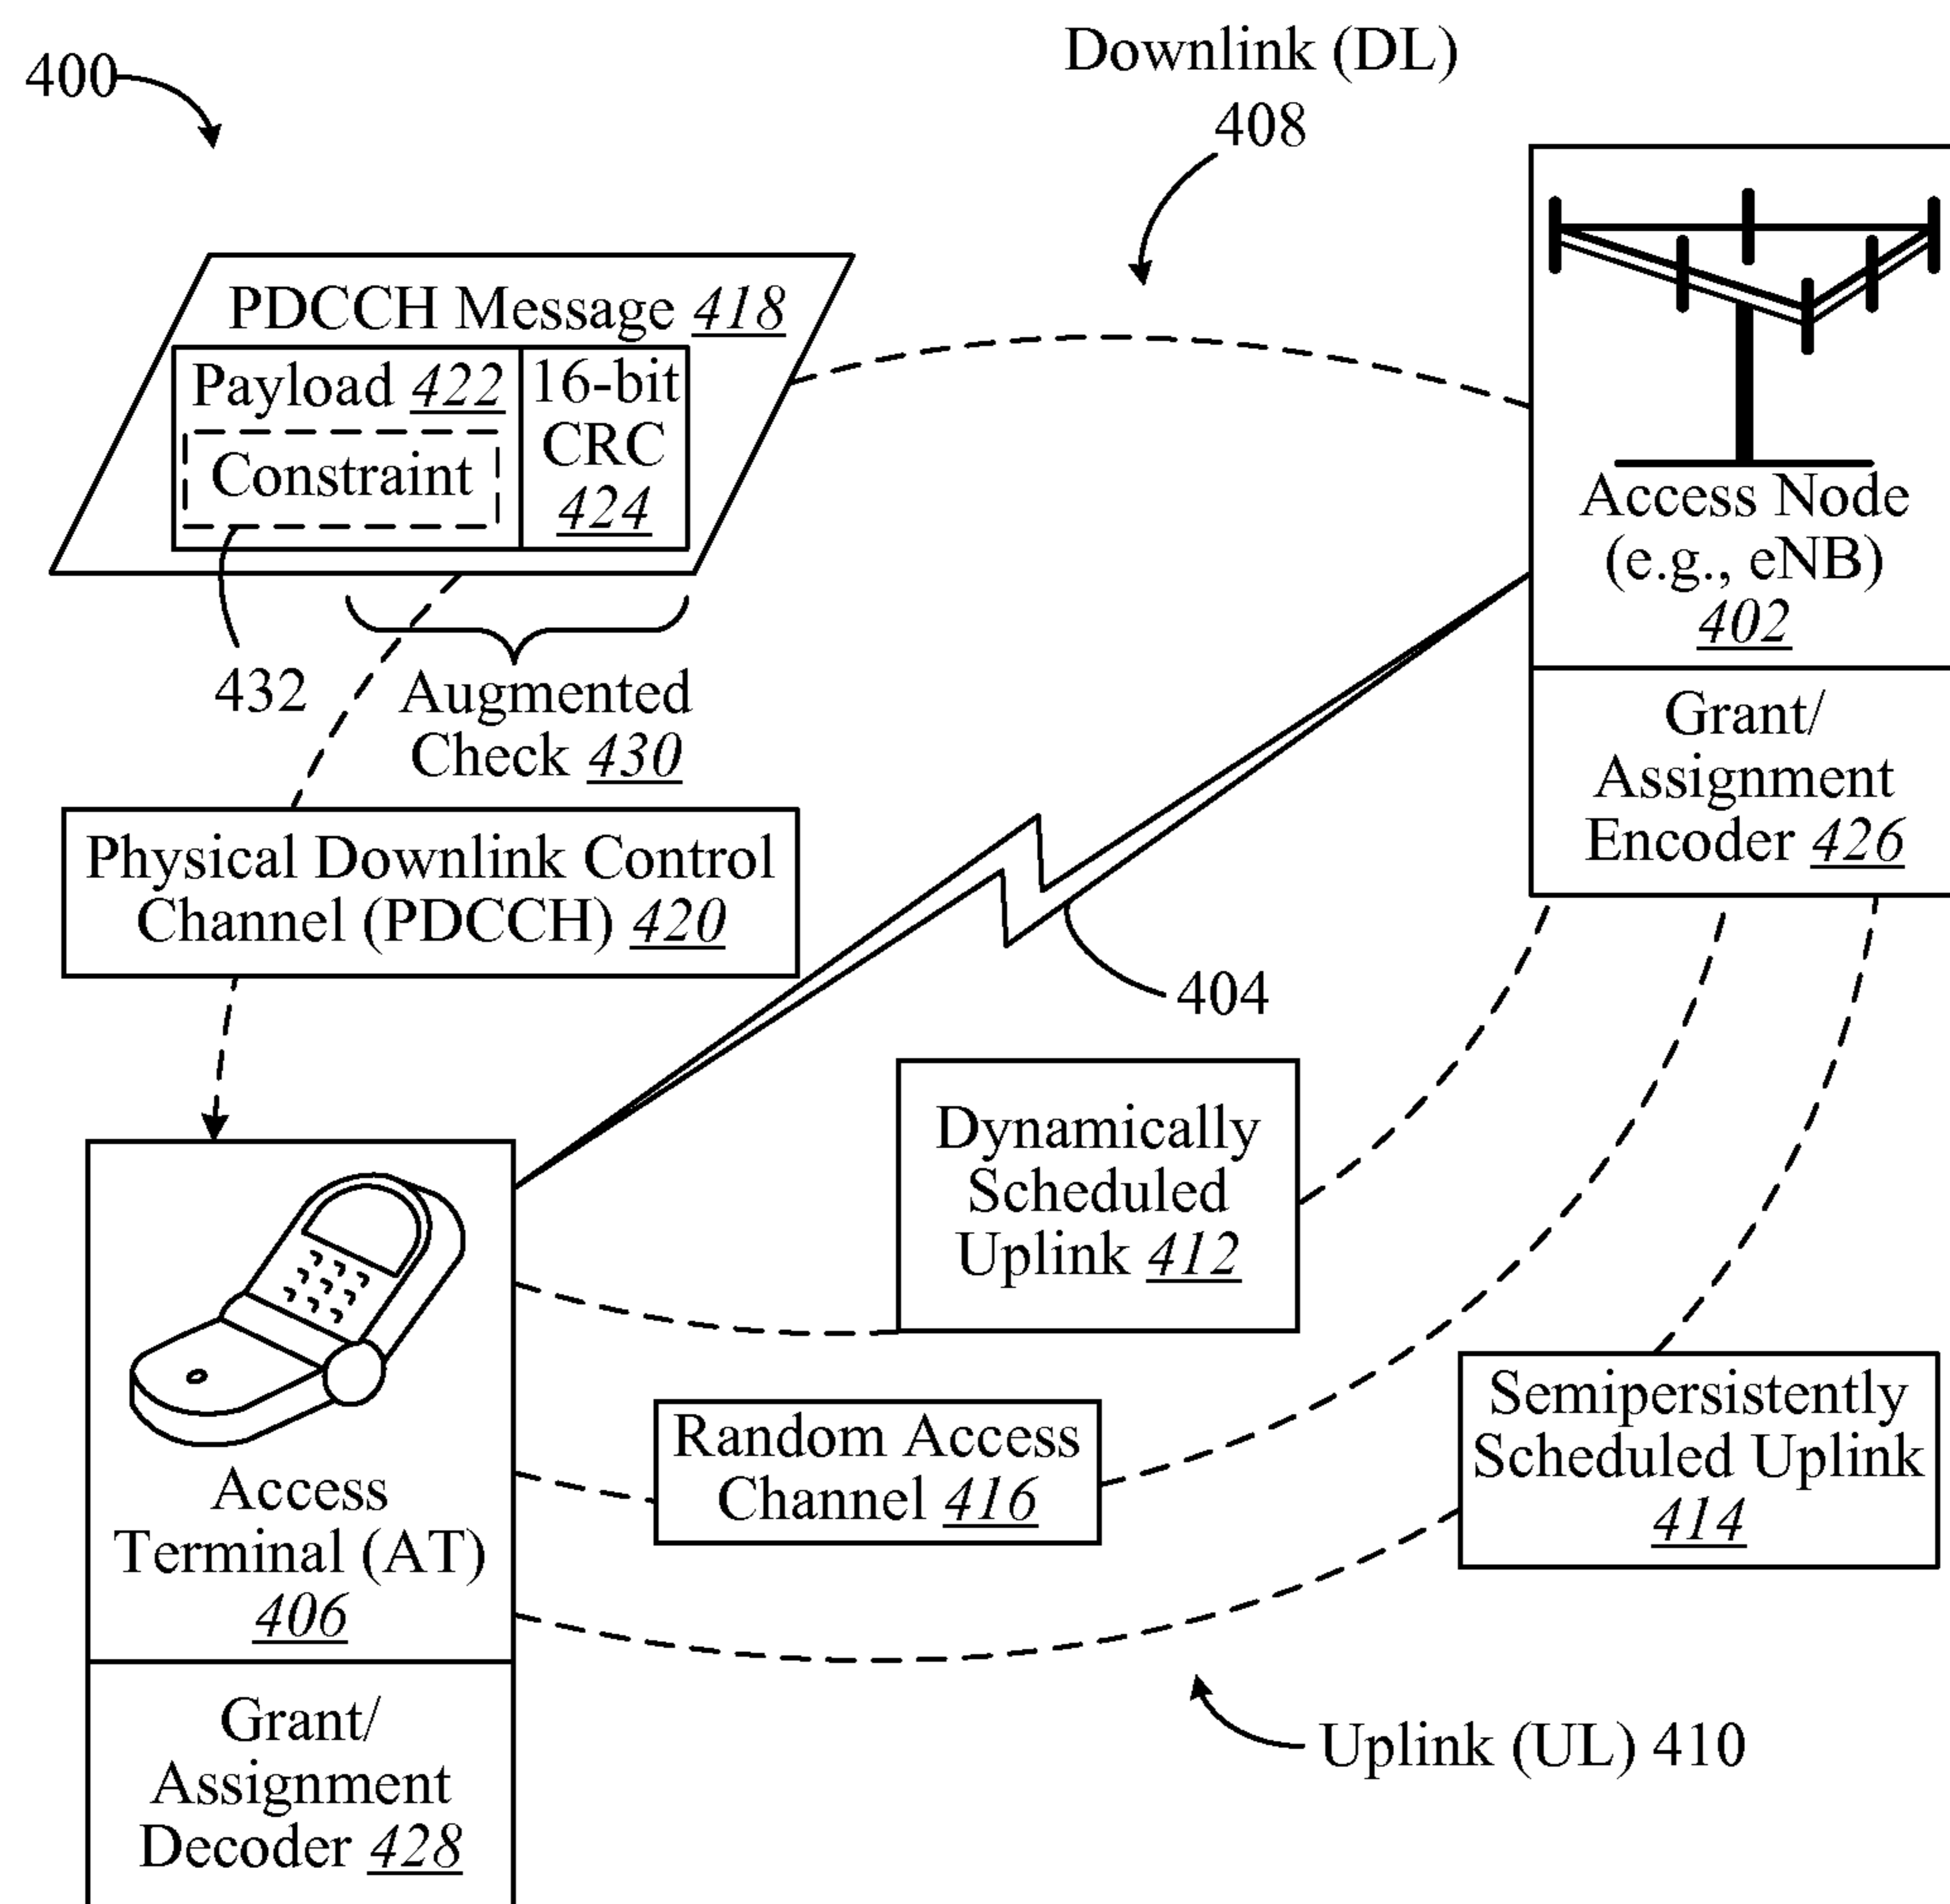 400
Downlink (DL)
408
PDCCH Message 418
Payload 422
Constraint
16-bit
CRC
424
432
Augmented
Check 430
Access Node
(e.g., eNB)
402
Grant/
Assignment
Encoder 426
Physical Downlink Control
Channel (PDCCH) 420
404
Dynamically
Scheduled
Uplink 412
Random Access
Channel 416
Semipersistently
Scheduled Uplink
414
Access
Terminal (AT)
406
Grant/
Assignment
Decoder 428
Uplink (UL) 410